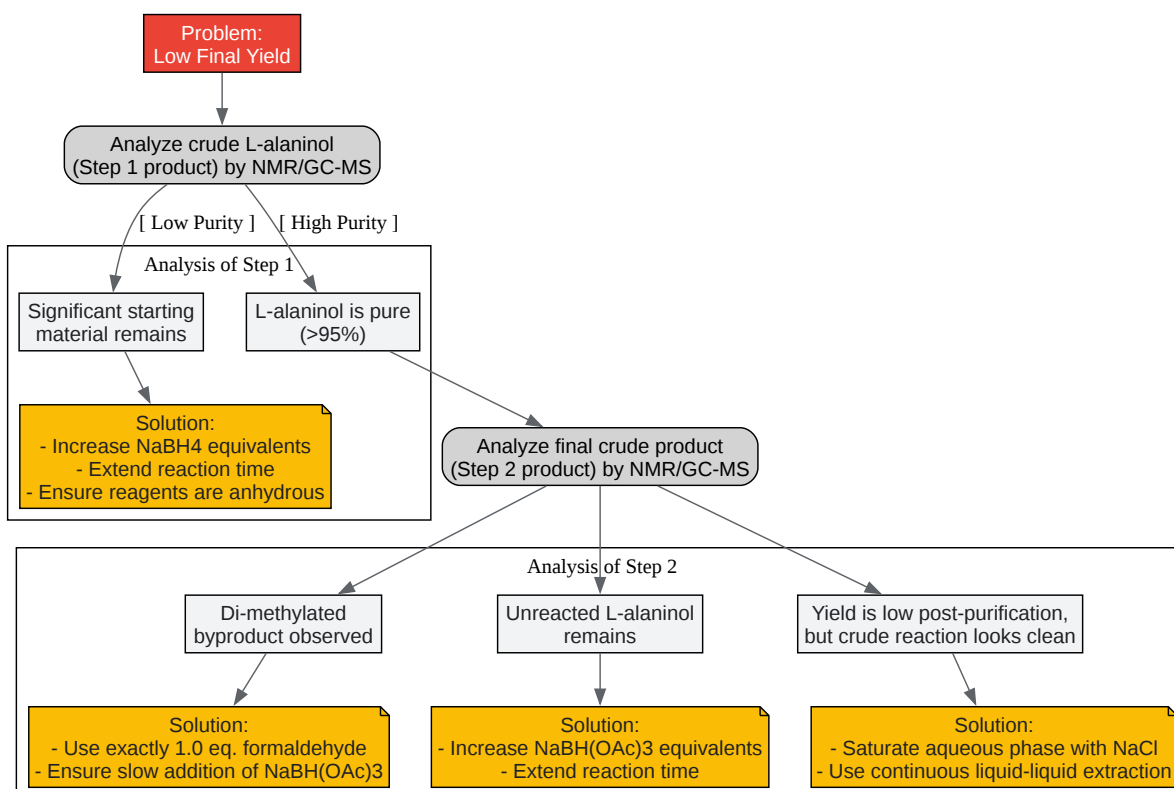 Problem:
Low Final Yield
Analyze crude L-alaninol
(Step 1 product) by NMR/GC-MS
[ Low Purity ]
[ High Purity ]
Analysis of Step 1
Significant starting
material remains
L-alaninol is pure
(>95%)
Solution:
- Increase NaBH4 equivalents
- Extend reaction time
- Ensure reagents are anhydrous
Analyze final crude product
(Step 2 product) by NMR/GC-MS
Analysis of Step 2
Di-methylated
byproduct observed
Unreacted L-alaninol
remains
Yield is low post-purification,
but crude reaction looks clean
Solution:
- Use exactly 1.0 eq. formaldehyde
- Ensure slow addition of NaBH(OAc)3
Solution:
- Increase NaBH(OAc)3 equivalents
- Extend reaction time
Solution:
- Saturate aqueous phase with NaCl
- Use continuous liquid-liquid extraction